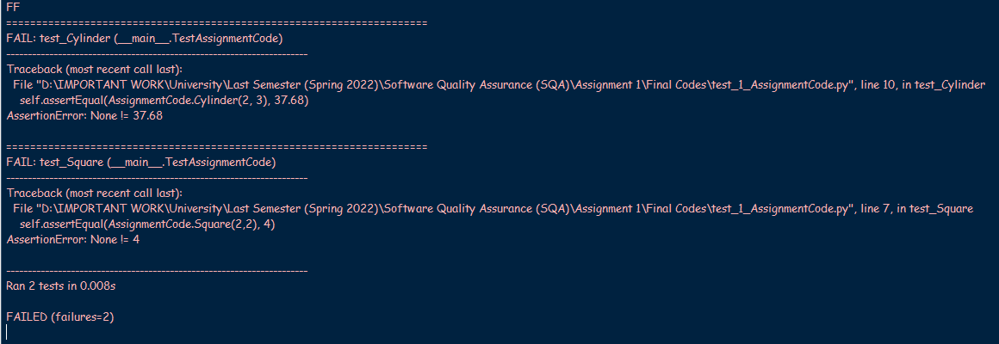 FF
======================================================================
FAIL: test_Cylinder (__main__.TestAssignmentCode)
----------------------------------------------------------------------
Traceback (most recent call last):
  File "D:\IMPORTANT WORK\University\Last Semester (Spring 2022)\Software Quality Assurance (SQA)\Assignment 1\Final Codes\test_1_AssignmentCode.py", line 10, in test_Cylinder
    self.assertEqual(AssignmentCode.Cylinder(2, 3), 37.68)
AssertionError: None != 37.68

======================================================================
FAIL: test_Square (__main__.TestAssignmentCode)
----------------------------------------------------------------------
Traceback (most recent call last):
  File "D:\IMPORTANT WORK\University\Last Semester (Spring 2022)\Software Quality Assurance (SQA)\Assignment 1\Final Codes\test_1_AssignmentCode.py", line 7, in test_Square
    self.assertEqual(AssignmentCode.Square(2,2), 4)
AssertionError: None != 4

----------------------------------------------------------------------
Ran 2 tests in 0.008s

FAILED (failures=2)